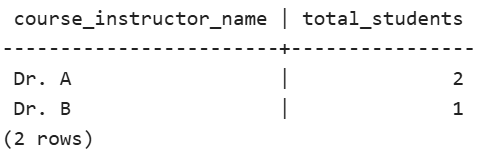 course_instructor_name | total_students
------------------------+----------------
Dr. A                  |              2
Dr. B                  |              1
(2 rows)